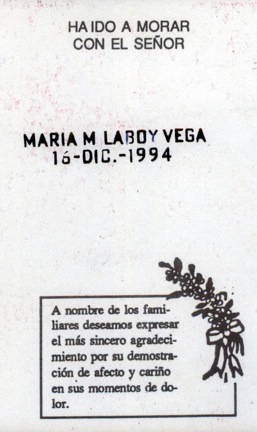 HA IDO A MORAR
CON EL SEÑOR
MARIA M LABOY VEGA
16-DIC.-1994
A nombre de los fami-
liares deseamos expresar
el más sincero agradeci-
miento por su demostra-
ción de afecto y cariño
en sus momentos de do-
lor.